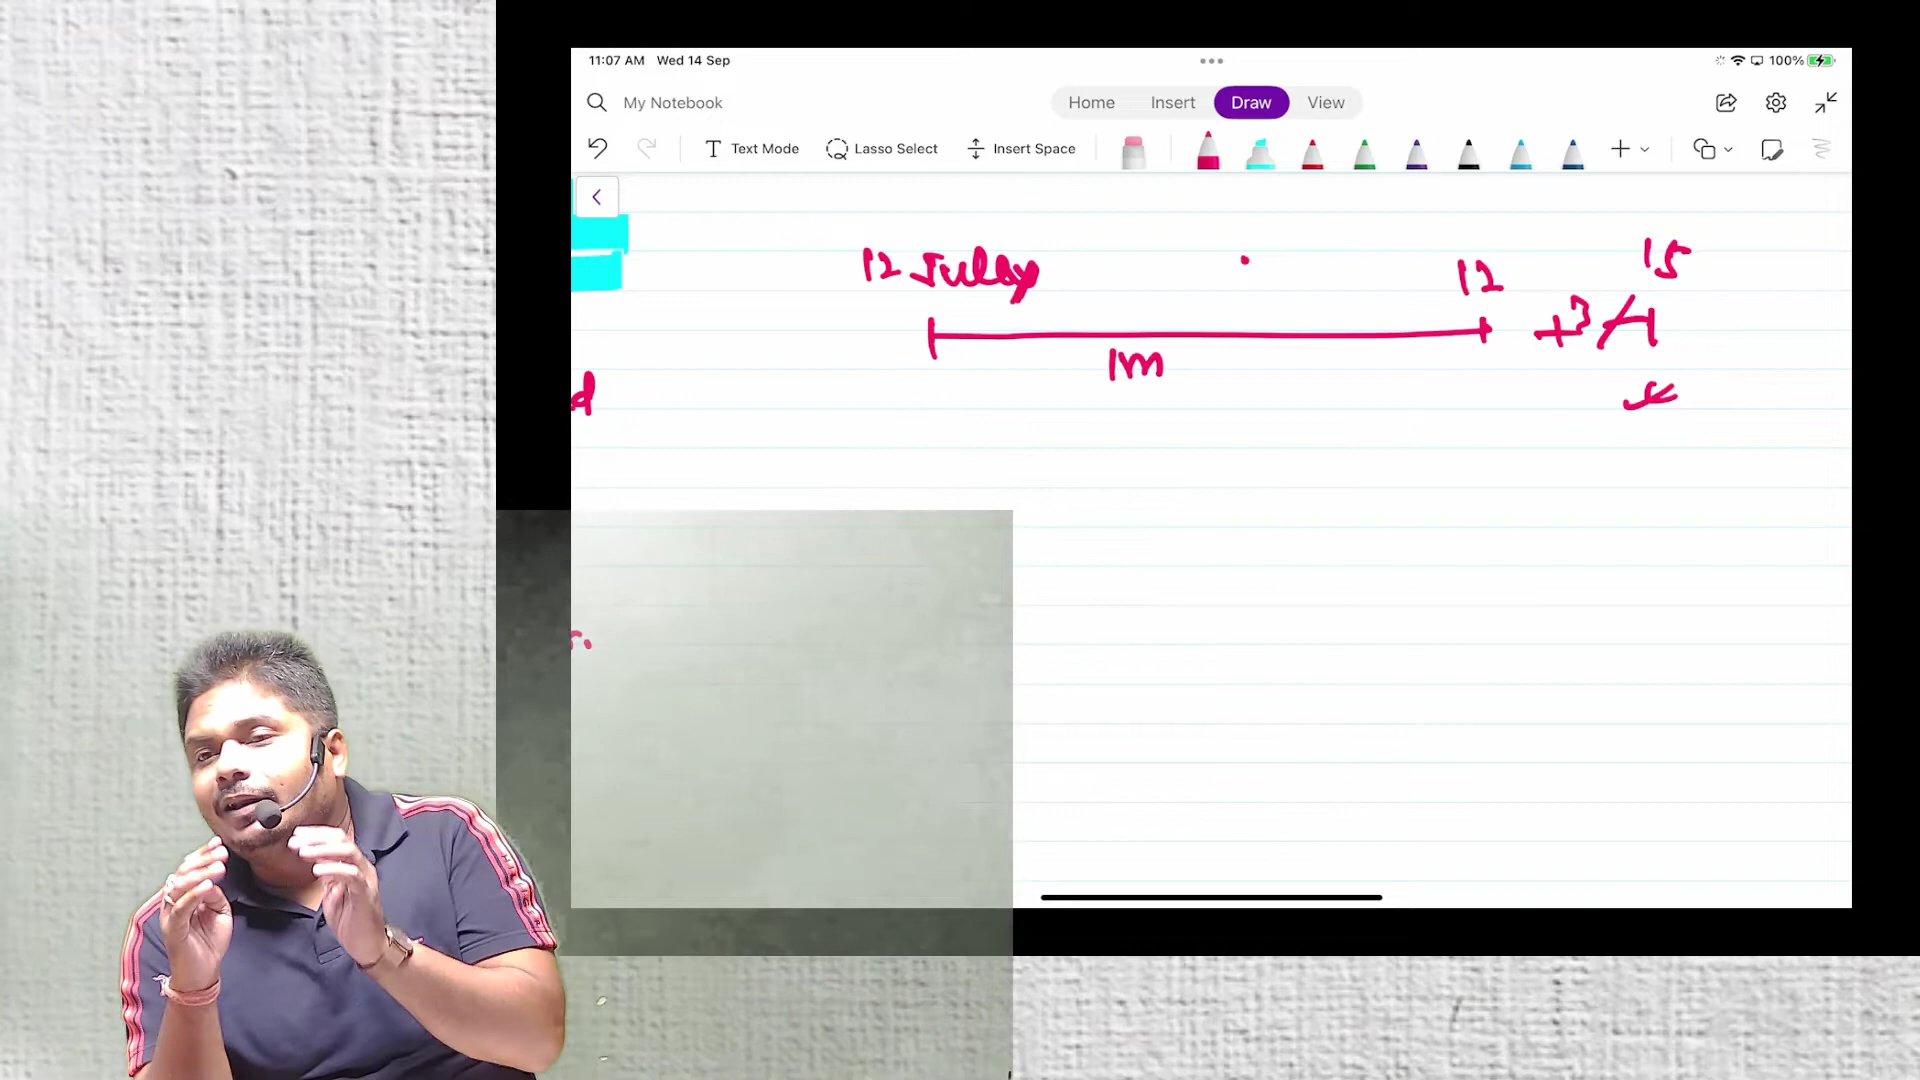 11:07 AM Wed 14 Sep
100%
My Notebook
Home Insert Draw View
Text Mode Lasso Select Insert Space
12 July 12 15
+3
1m
d